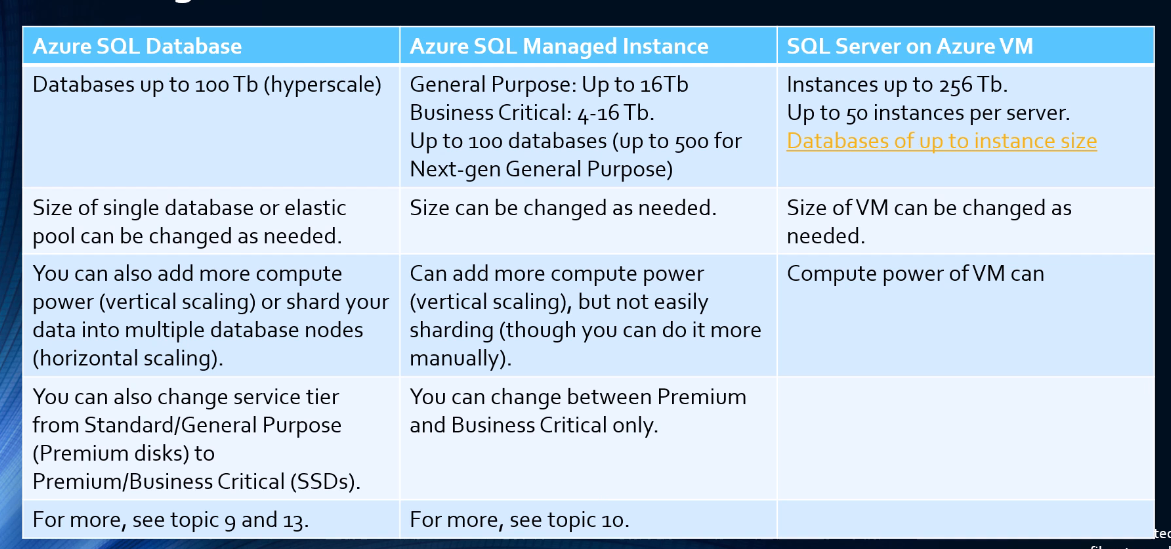 Azure SQL Database
Azure SQL Managed Instance
SQL Server on Azure VM
Databases up to 100 Tb (hyperscale)
General Purpose: Up to 16Tb
Business Critical: 4-16 Tb.
Up to 100 databases (up to 500 for
Next-gen General Purpose)
Instances up to 256 Tb.
Up to 50 instances per server.
Databases of up to instance size
Size of single database or elastic
pool can be changed as needed.
Size can be changed as needed.
Size of VM can be changed as
needed.
You can also add more compute
power (vertical scaling) or shard your
data into multiple database nodes
(horizontal scaling).
Can add more compute power
(vertical scaling), but not easily
sharding (though you can do it more
manually).
Compute power of VM can
You can also change service tier
from Standard/General Purpose
(Premium disks) to
Premium/Business Critical (SSDs).
You can change between Premium
and Business Critical only.
For more, see topic 9 and 13.
For more, see topic 10.